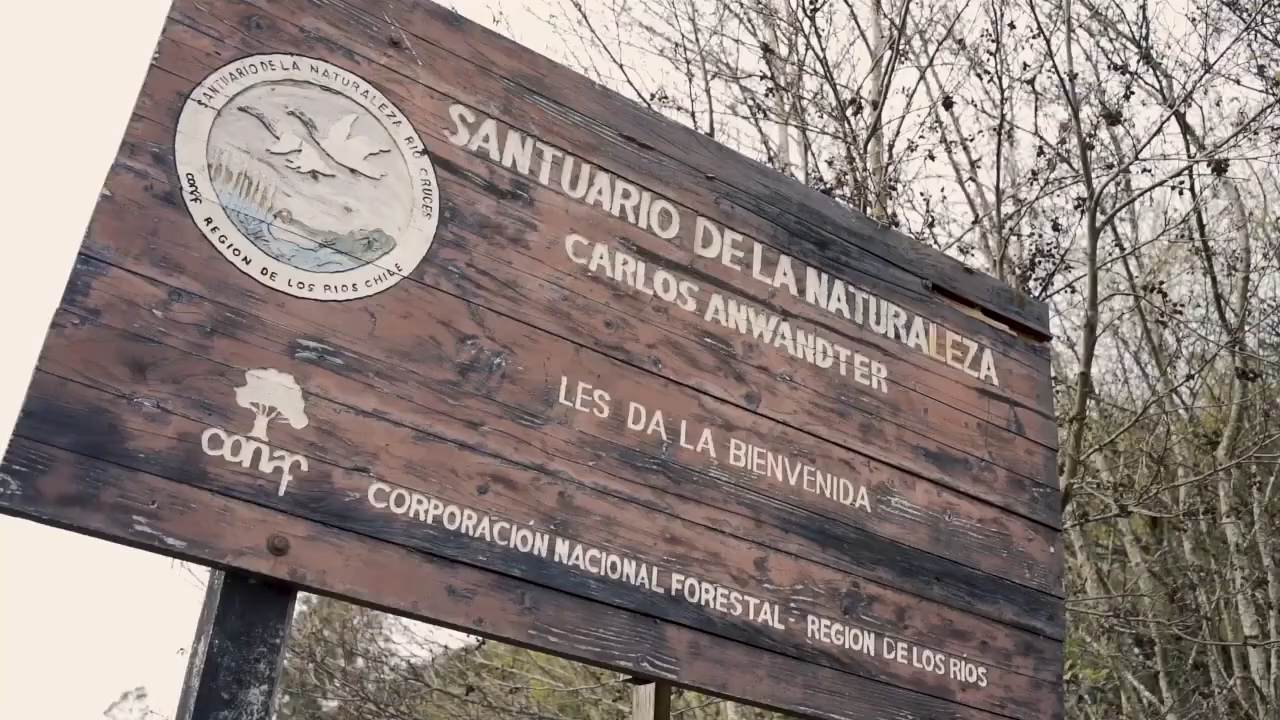 SANTUARIO DE LA NATURALEZA RIO CRUCES
conaf REGION DE LOS RIOS CHILE
SANTUARIO DE LA NATURALEZA
CARLOS ANWANDTER
LES DA LA BIENVENIDA
conaf
CORPORACIÓN NACIONAL FORESTAL - REGION DE LOS RÍOS